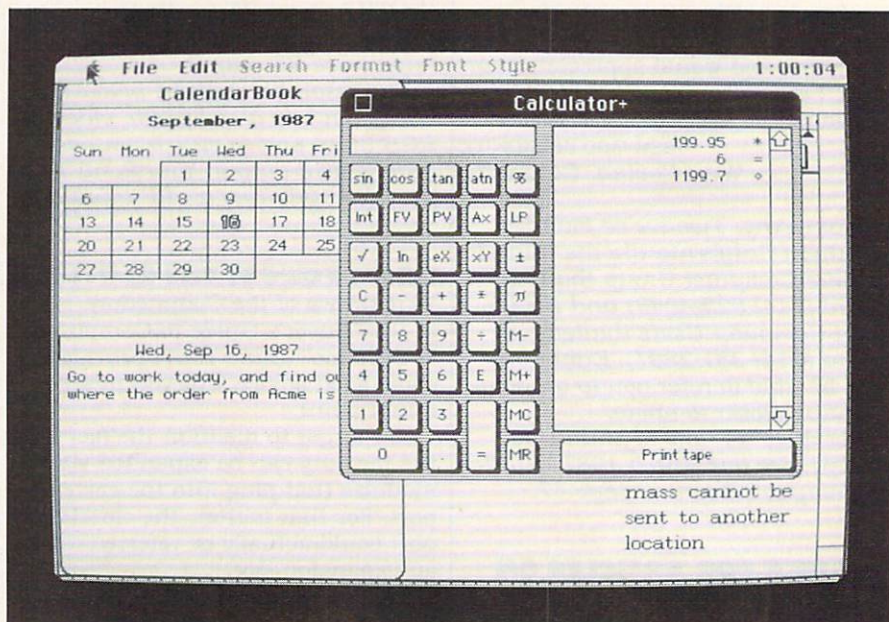 File Edit Search Format Font Style 1:00:04
CalendarBook
September, 1987
Sun Mon Tue Wed Thu Fri
1 2 3 4
6 7 8 9 10 11
13 14 15 16 17 18
20 21 22 23 24 25
27 28 29 30
Wed, Sep 16, 1987
Go to work today, and find
where the order from Acme is
Calculator+
199.95 *
6 =
1199.7 ◇
sin cos tan atn %
Int FV PV Ax LP
√ ln eX xY ±
C - + * π
7 8 9 ÷ M-
4 5 6 E M+
1 2 3 MC
0 . = MR
Print tape
mass cannot be
sent to another
location